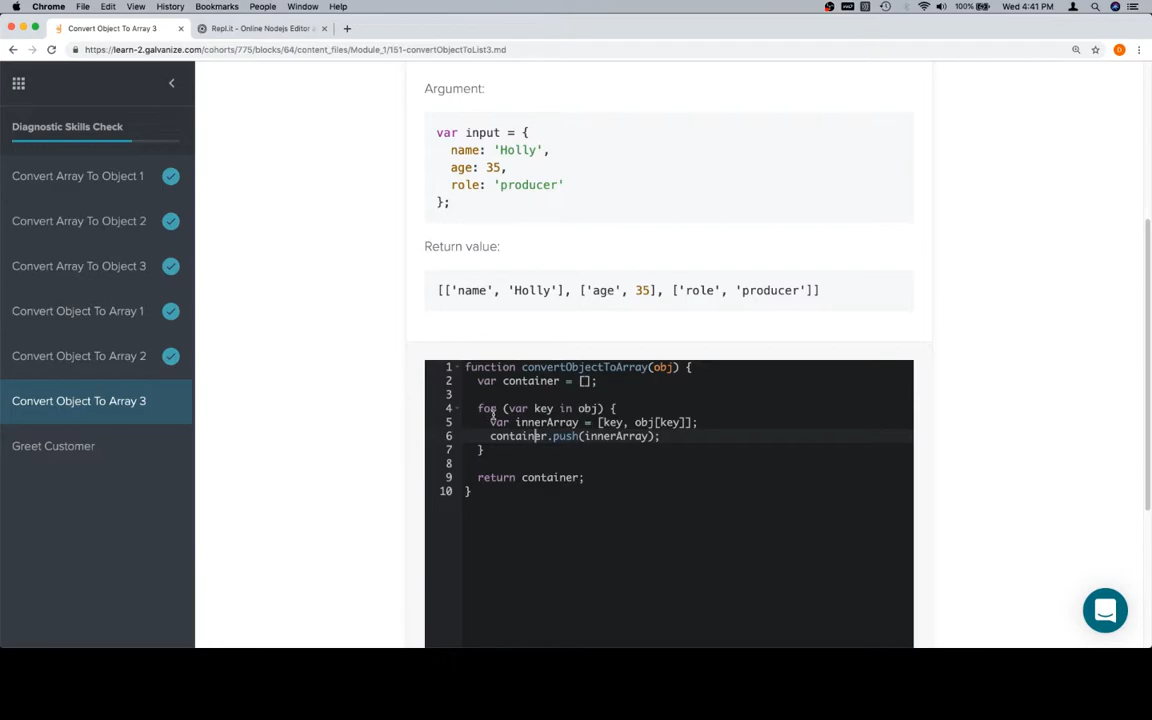 Chrome File Edit View History Bookmarks People Window Help
100% Wed 4:41 PM
Convert Object To Array 3
Repl.it - Online Nodejs Editor a
https://learn-2.galvanize.com/cohorts/775/blocks/64/content_files/Module_1/151-convertObjectToList3.md
Diagnostic Skills Check
Convert Array To Object 1
Convert Array To Object 2
Convert Array To Object 3
Convert Object To Array 1
Convert Object To Array 2
Convert Object To Array 3
Greet Customer
Argument:
var input = {
name: 'Holly',
age: 35,
role: 'producer'
};
Return value:
[['name', 'Holly'], ['age', 35], ['role', 'producer']]
1 function convertObjectToArray(obj) {
2 var container = [];
3
4 for (var key in obj) {
5 var innerArray = [key, obj[key]];
6 container.push(innerArray);
7 }
8
9 return container;
10 }